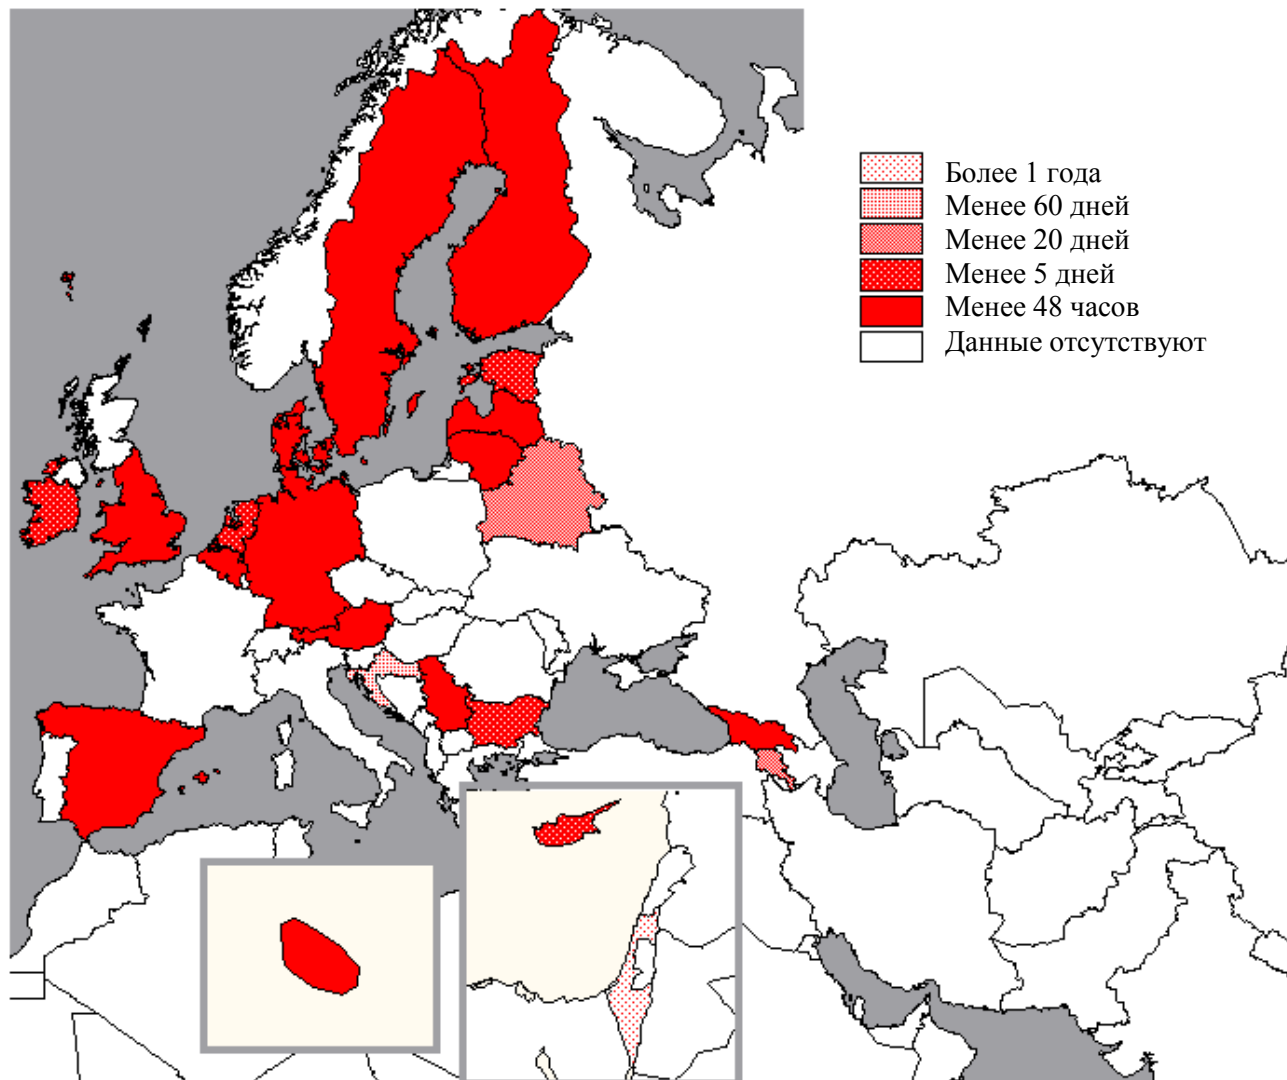 Более 1 года
Менее 60 дней
Менее 20 дней
Менее 5 дней
Менее 48 часов
Данные отсутствуют